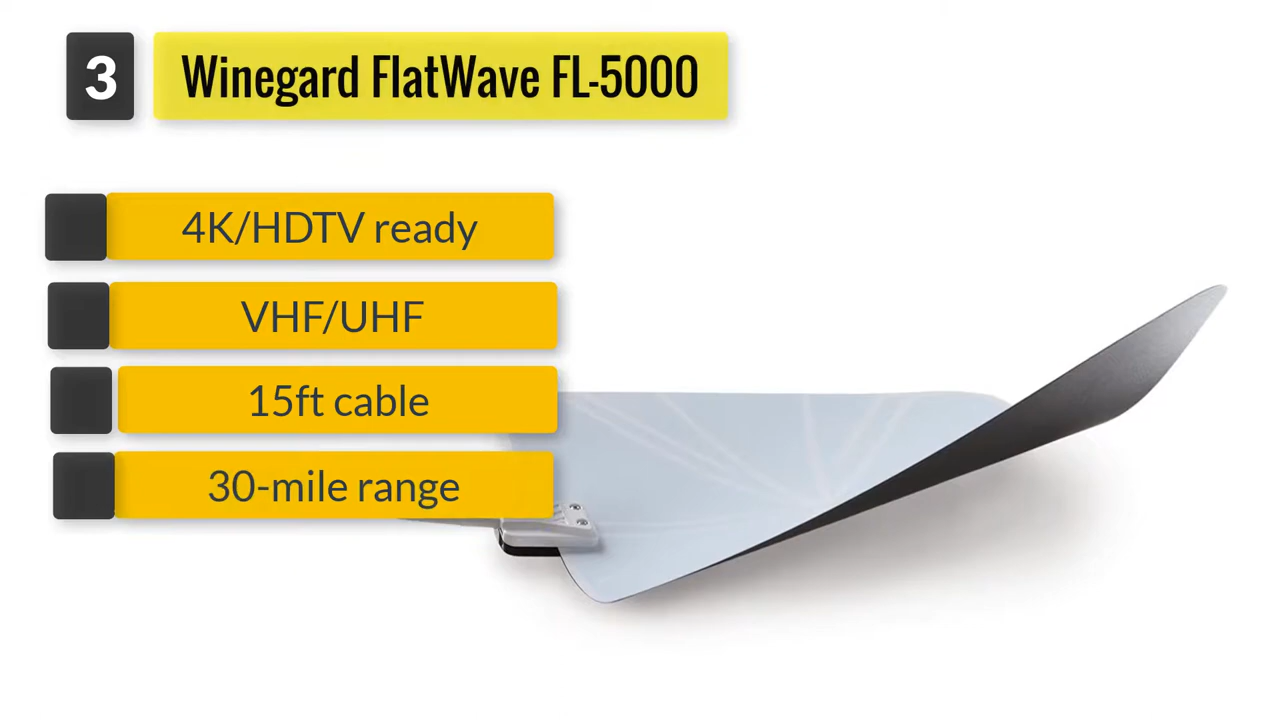 3 Winegard FlatWave FL-5000
4K/HDTV ready
VHF/UHF
15ft cable
30-mile range